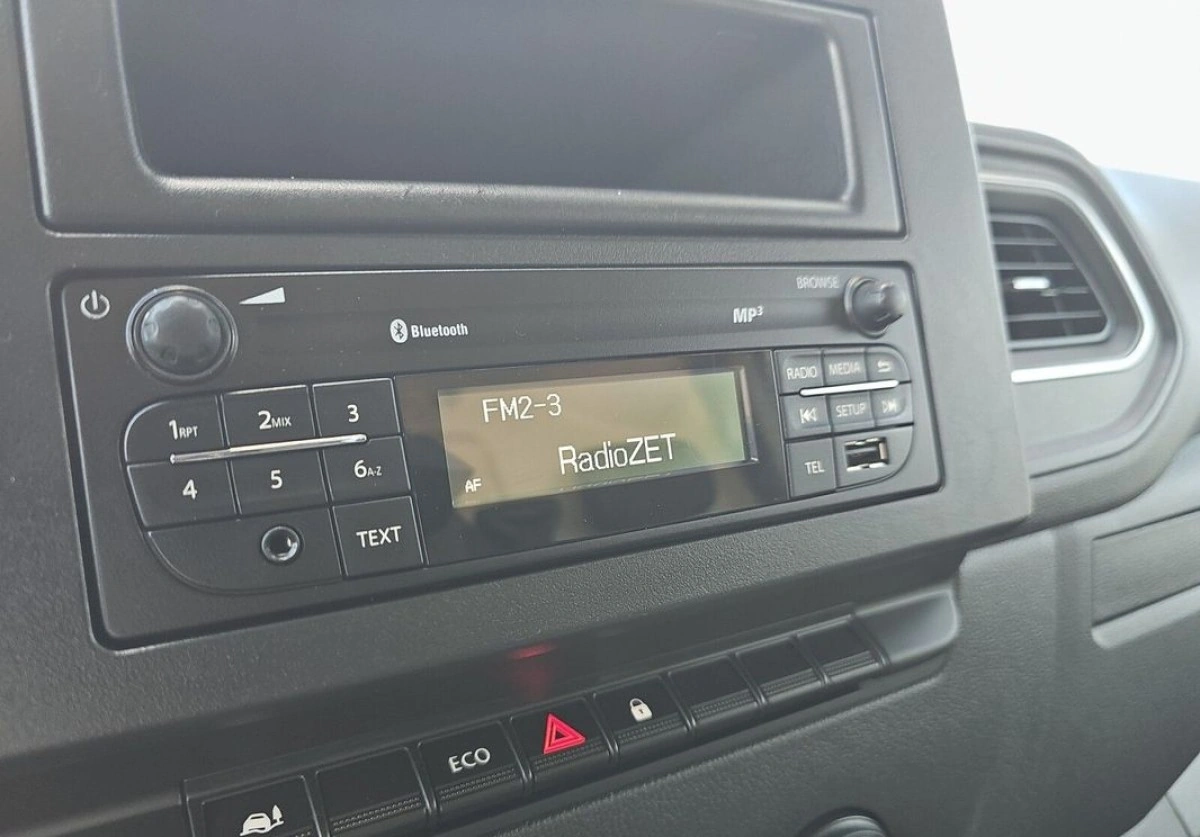 BROWSE
Bluetooth
MP3
RADIO MEDIA
1RPT 2MIX 3
FM2-3
SETUP
4 5 6A-Z
RadioZET
TEL
AF
TEXT
ECO